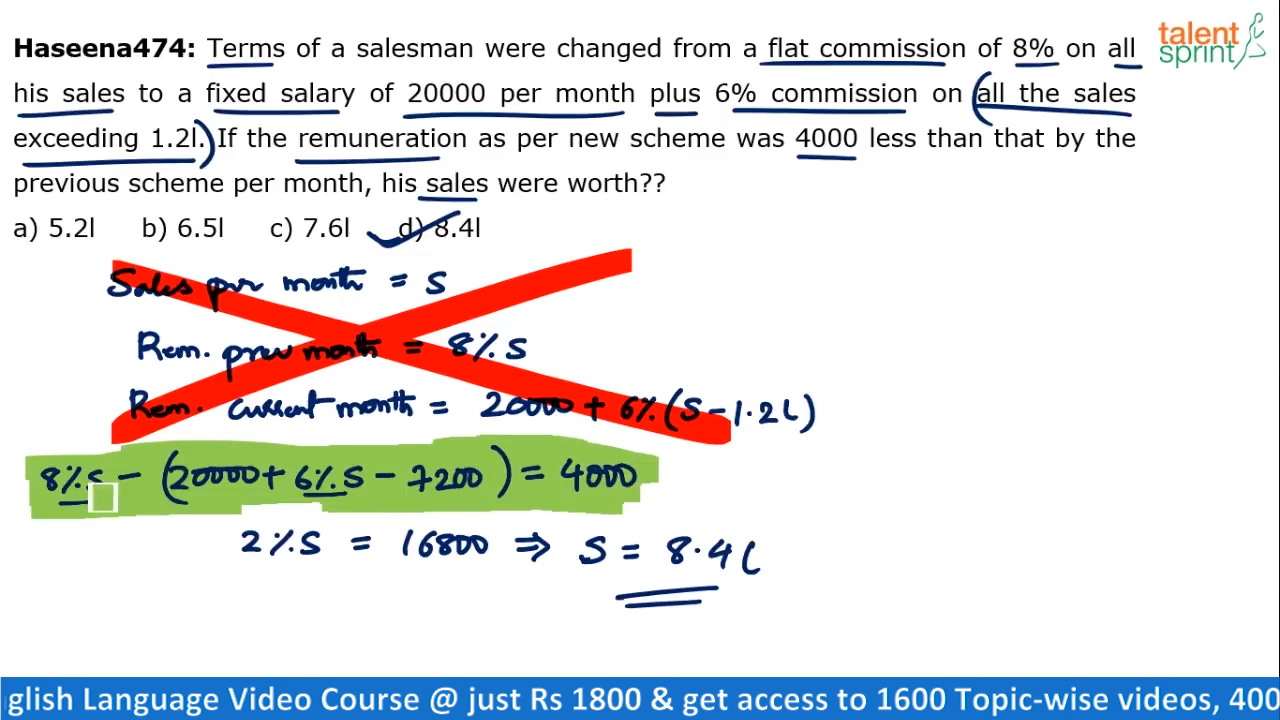 Haseena474: Terms of a salesman were changed from a flat commission of 8% on all
his sales to a fixed salary of 20000 per month plus 6% commission on all the sales
exceeding 1.2l. If the remuneration as per new scheme was 4000 less than that by the
previous scheme per month, his sales were worth??
a) 5.2l b) 6.5l c) 7.6l d) 8.4l
talent
sprint
Sales per month = S
Rem. prev month = 8% S
Rem. current month = 20000 + 6% (S - 1.2l)
8% S - (20000 + 6% S - 7200) = 4000
2% S = 16800 ⇒ S = 8.4l
glish Language Video Course @ just Rs 1800 & get access to 1600 Topic-wise videos, 400